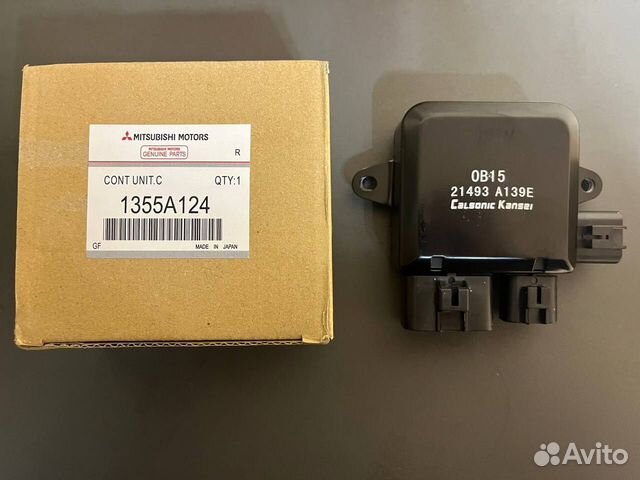 MITSUBISHI MOTORS
MITSUBISHI MOTORS
GENUINE PARTS
R
CONT UNIT.C QTY:1
1355A124
GF MADE IN JAPAN
0B15
21493 A139E
Calsonic Kansei
Avito